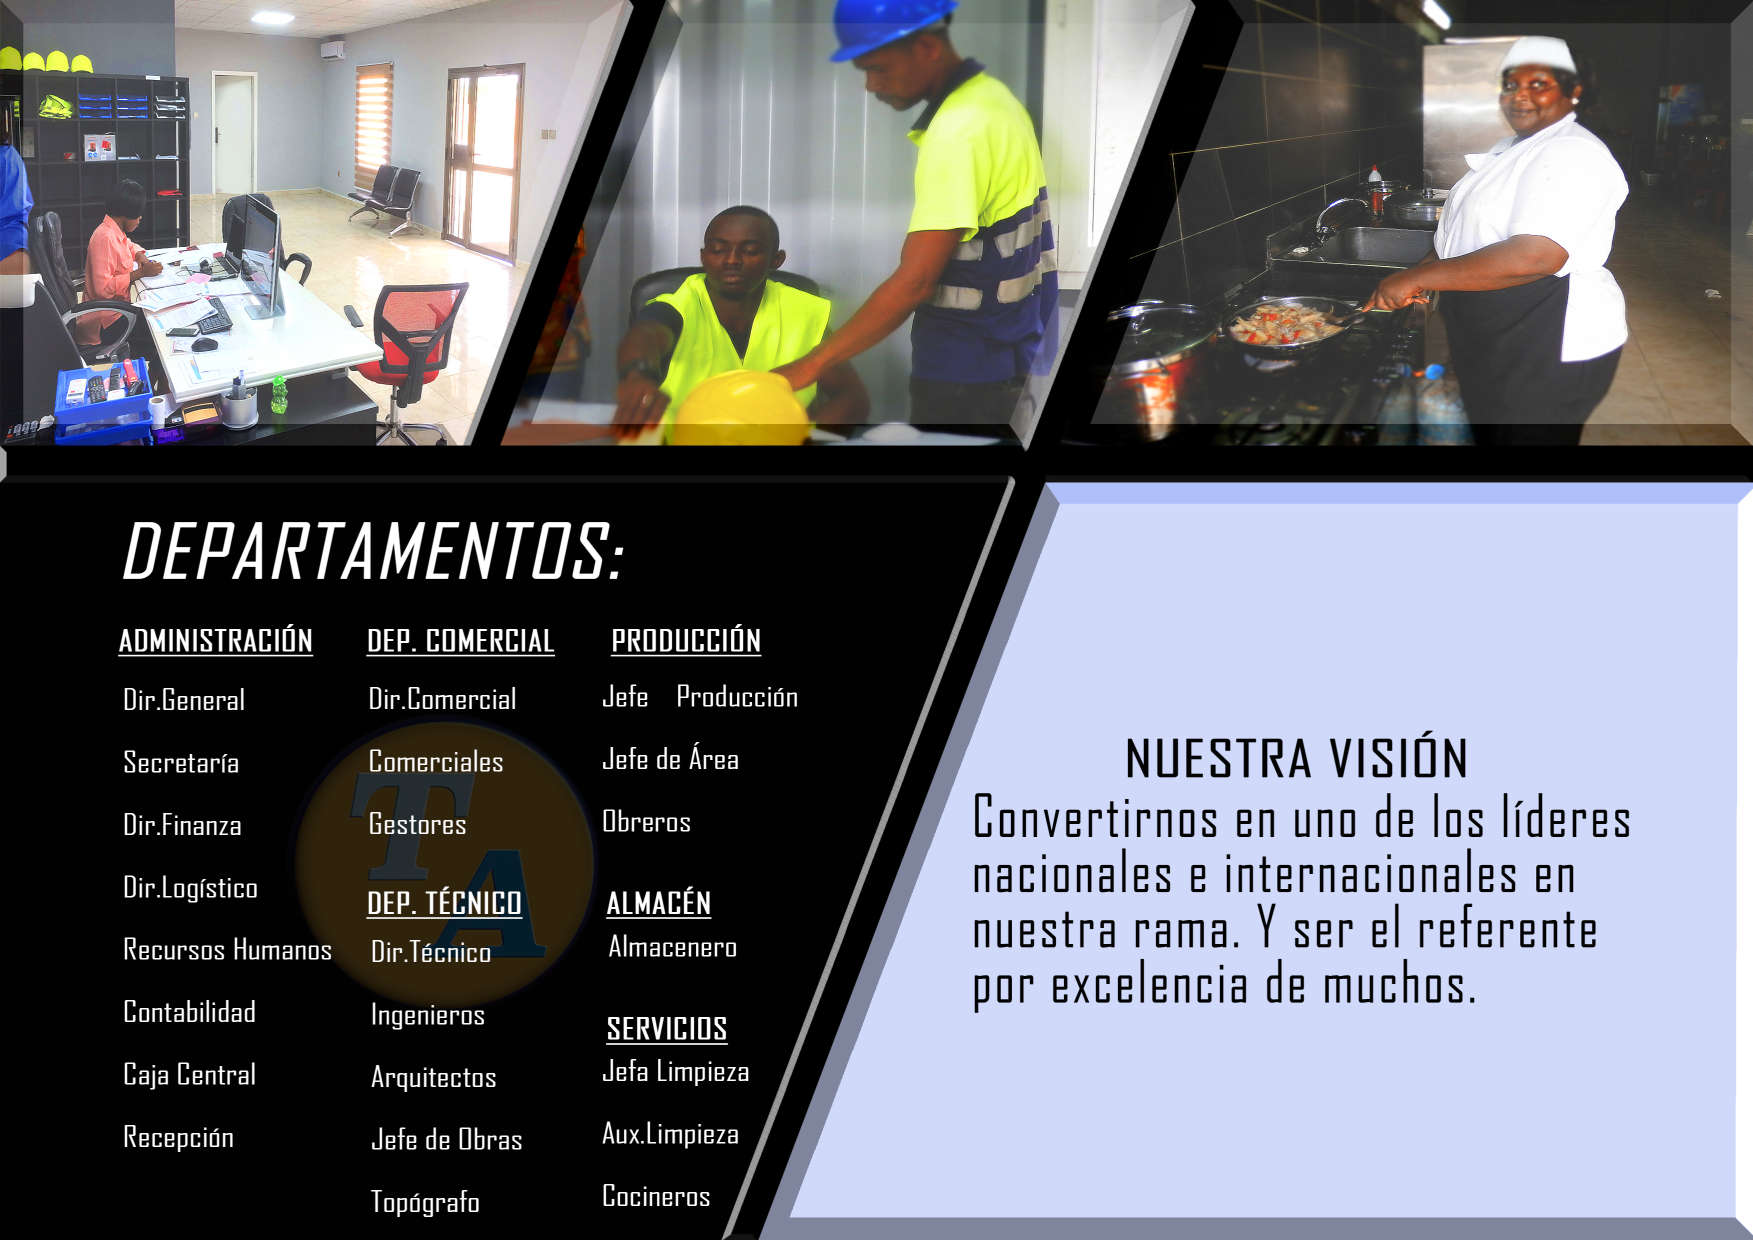 DEPARTAMENTOS:
ADMINISTRACIÓN
Dir.General
Secretaría
Dir.Finanza
Dir.Logístico
Recursos Humanos
Contabilidad
Caja Central
Recepción
DEP. COMERCIAL
Dir.Comercial
Comerciales
Gestores
DEP. TÉCNICO
Dir.Técnico
Ingenieros
Arquitectos
Jefe de Obras
Topógrafo
PRODUCCIÓN
Jefe Producción
Jefe de Área
Obreros
ALMACÉN
Almacenero
SERVICIOS
Jefa Limpieza
Aux.Limpieza
Cocineros
TA
NUESTRA VISIÓN
Convertirnos en uno de los líderes
nacionales e internacionales en
nuestra rama. Y ser el referente
por excelencia de muchos.